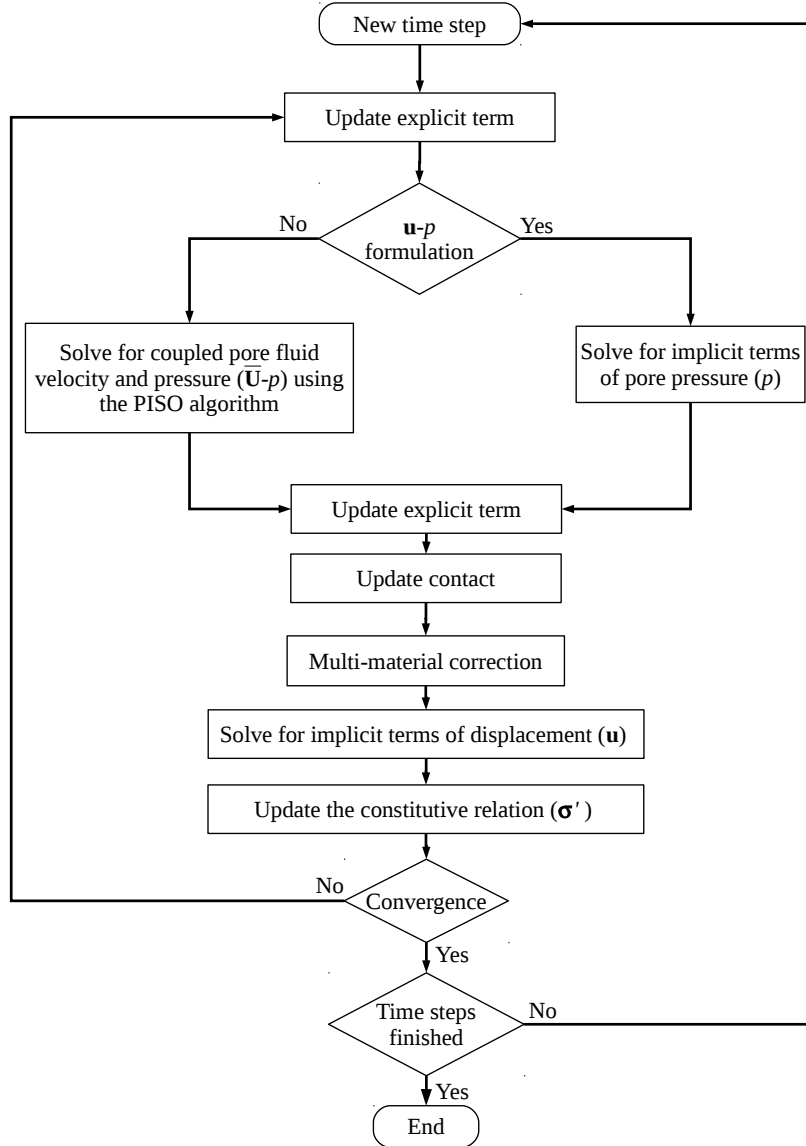 New time step
Update explicit term
No
u-p
formulation
Yes
Solve for coupled pore fluid
velocity and pressure (U̅-p) using
the PISO algorithm
Solve for implicit terms
of pore pressure (p)
Update explicit term
Update contact
Multi-material correction
Solve for implicit terms of displacement (u)
Update the constitutive relation (σ′ )
No
Convergence
Yes
Time steps
finished
No
Yes
End